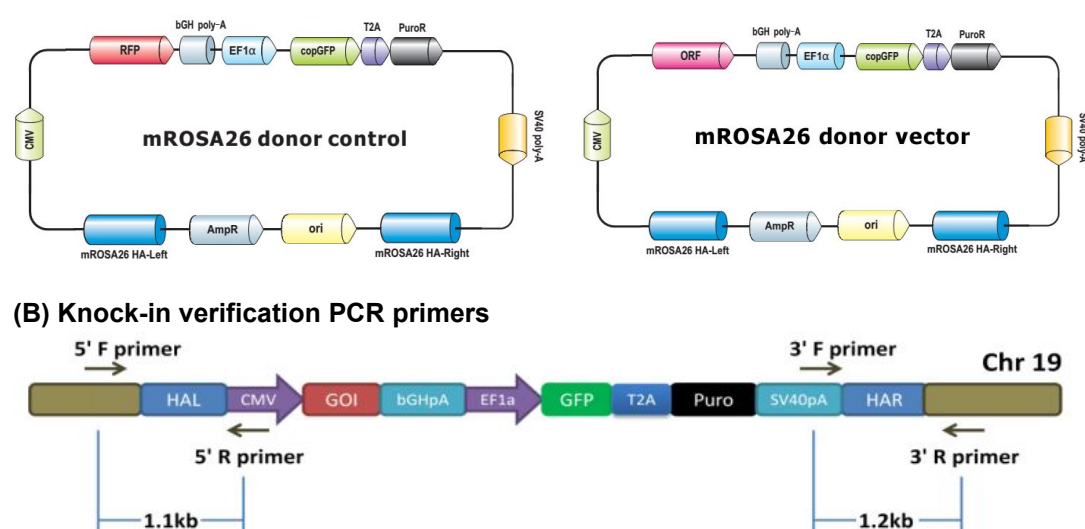 bGH poly-A
T2A
RFP
EF1α
copGFP
PuroR
CMV
mROSA26 donor control
SV40 poly-A
AmpR
ori
mROSA26 HA-Left
mROSA26 HA-Right
bGH poly-A
T2A
ORF
EF1α
copGFP
PuroR
CMV
mROSA26 donor vector
SV40 poly-A
AmpR
ori
mROSA26 HA-Left
mROSA26 HA-Right
(B) Knock-in verification PCR primers
5' F primer
3' F primer
Chr 19
HAL CMV GOI bGHpA EF1a GFP T2A Puro SV40pA HAR
5' R primer
3' R primer
1.1kb
1.2kb